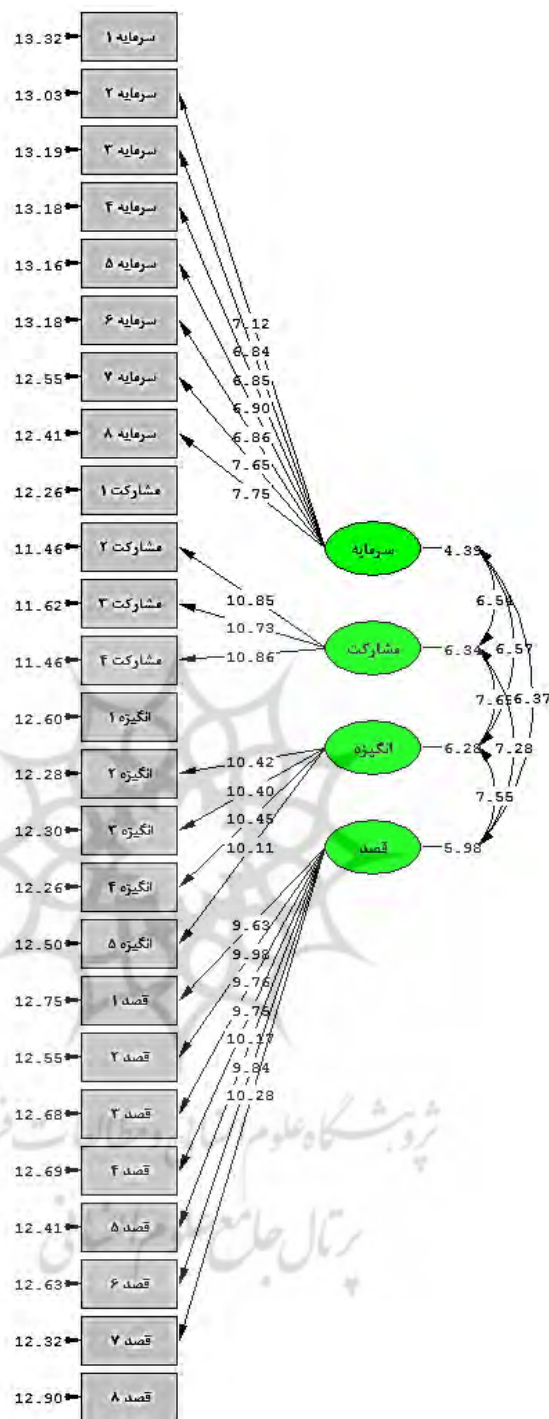 13.32 سرمایه ۱
13.03 سرمایه ۲
13.19 سرمایه ۳
13.18 سرمایه ۴
13.16 سرمایه ۵
13.18 سرمایه ۶
12.55 سرمایه ۷
12.41 سرمایه ۸
12.26 مشارکت ۱
11.46 مشارکت ۲
11.62 مشارکت ۳
11.46 مشارکت ۴
12.60 انگیزه ۱
12.28 انگیزه ۲
12.30 انگیزه ۳
12.26 انگیزه ۴
12.50 انگیزه ۵
12.75 قصد ۱
12.55 قصد ۲
12.68 قصد ۳
12.69 قصد ۴
12.41 قصد ۵
12.63 قصد ۶
12.32 قصد ۷
12.90 قصد ۸
7.12
6.84
6.85
6.90
6.86
7.65
7.75
10.85
10.73
10.86
10.42
10.40
10.45
10.11
9.63
9.98
9.76
9.75
10.17
9.84
10.28
سرمایه 4.39
مشارکت 6.34
انگیزه 6.28
قصد 5.98
6.54
6.57
6.37
7.65
7.28
7.55
پژوهشگاه علوم انسانی و مطالعات
پرتال جامع علوم انسانی